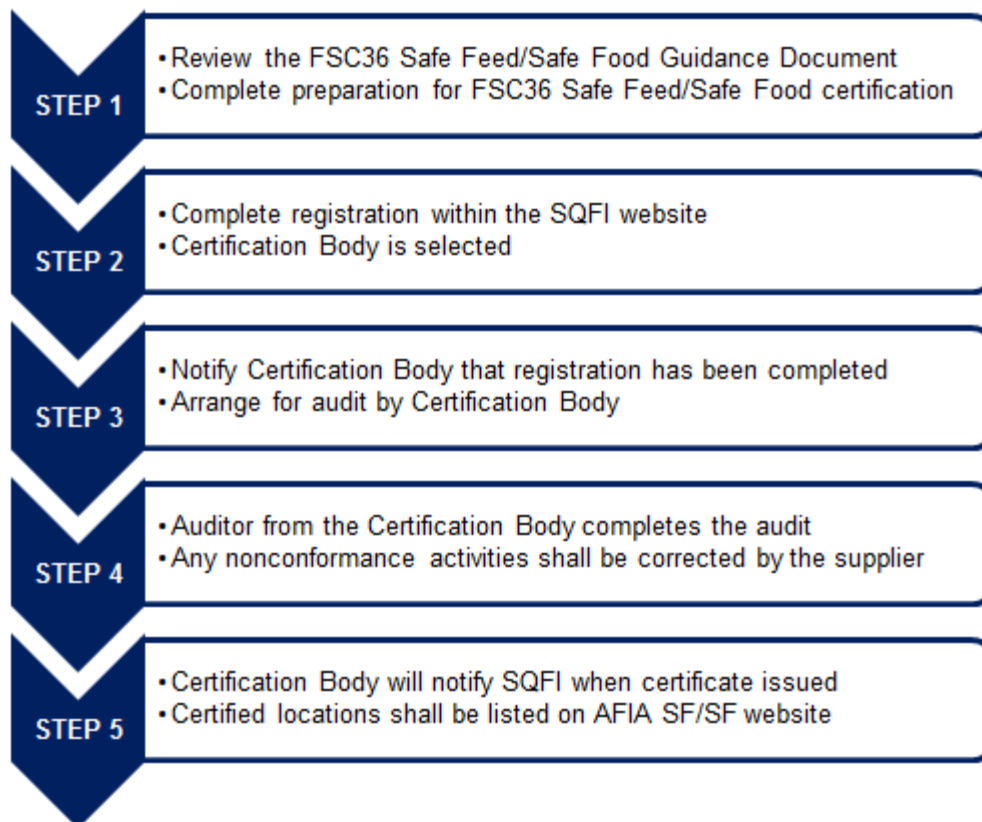 STEP 1
• Review the FSC36 Safe Feed/Safe Food Guidance Document
• Complete preparation for FSC36 Safe Feed/Safe Food certification
STEP 2
• Complete registration within the SQFI website
• Certification Body is selected
STEP 3
• Notify Certification Body that registration has been completed
• Arrange for audit by Certification Body
STEP 4
• Auditor from the Certification Body completes the audit
• Any nonconformance activities shall be corrected by the supplier
STEP 5
• Certification Body will notify SQFI when certificate issued
• Certified locations shall be listed on AFIA SF/SF website